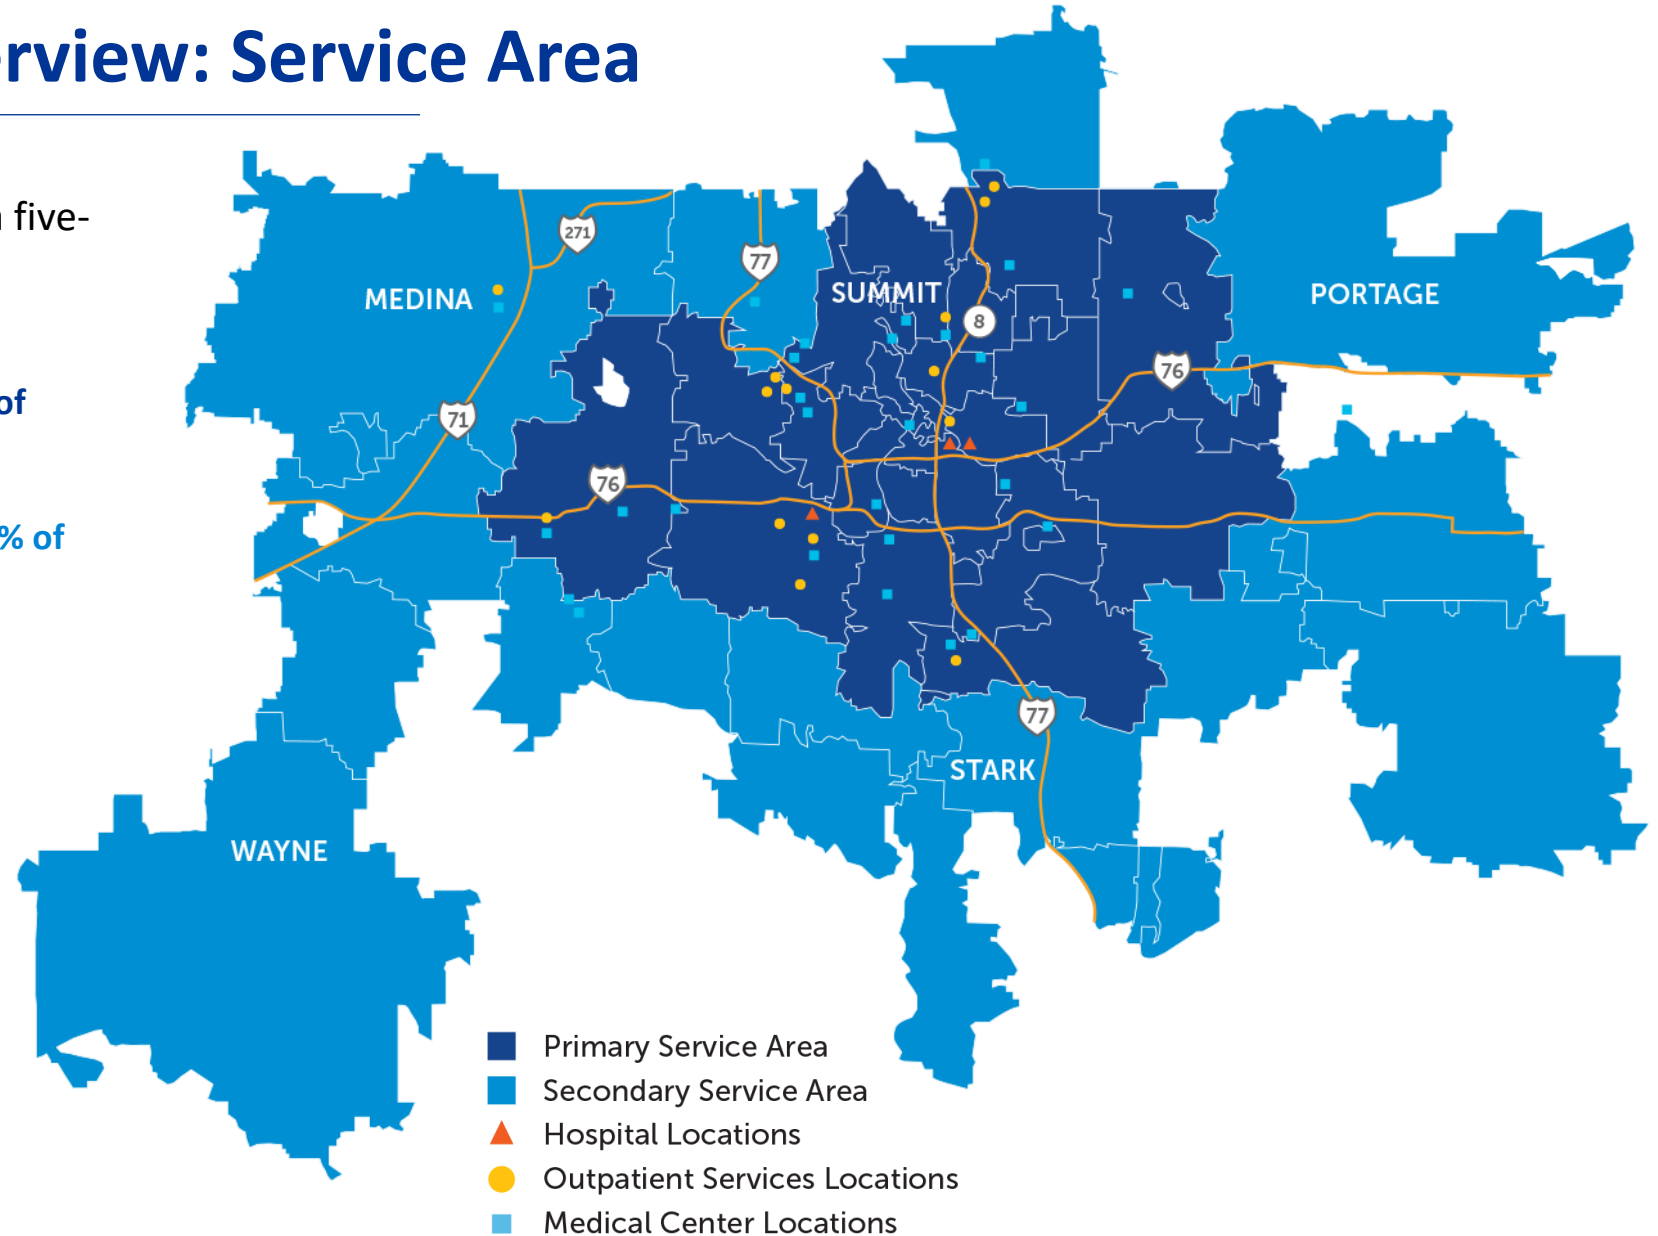 rview: Service Area
five-
of
% of
271
77
MEDINA
SUMMIT
PORTAGE
8
76
71
76
77
STARK
WAYNE
Primary Service Area
Secondary Service Area
Hospital Locations
Outpatient Services Locations
Medical Center Locations